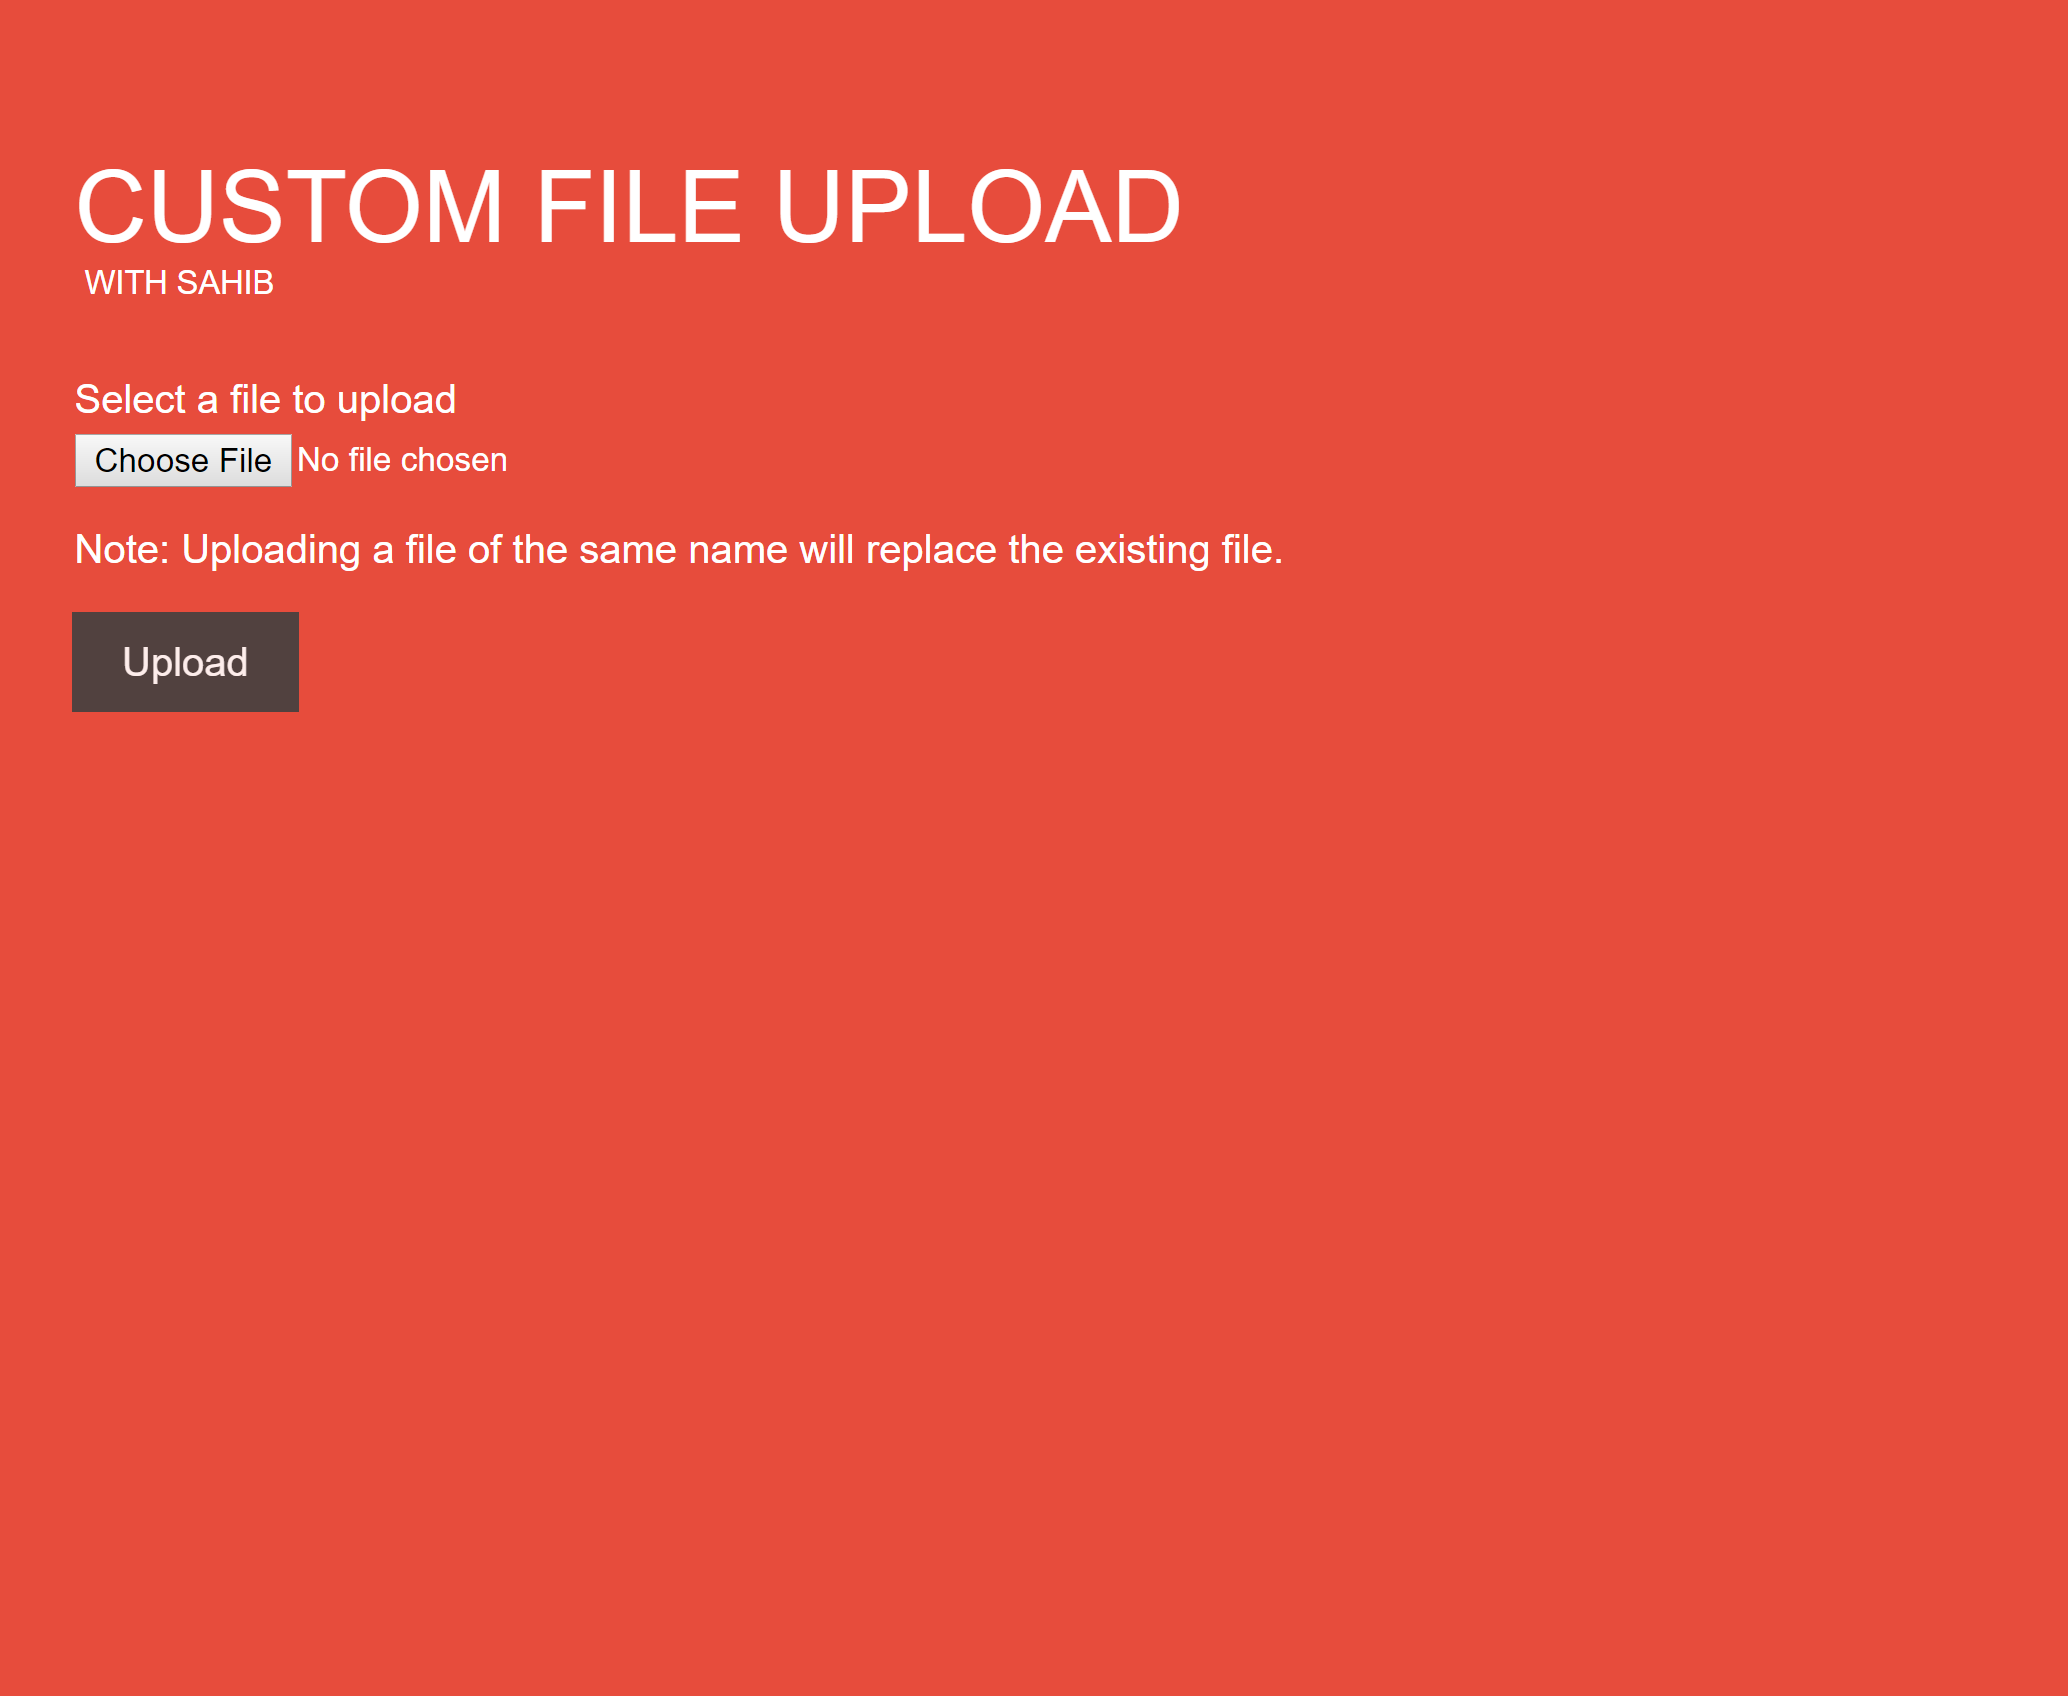 CUSTOM FILE UPLOAD
WITH SAHIB
Select a file to upload
Choose File No file chosen
Note: Uploading a file of the same name will replace the existing file.
Upload